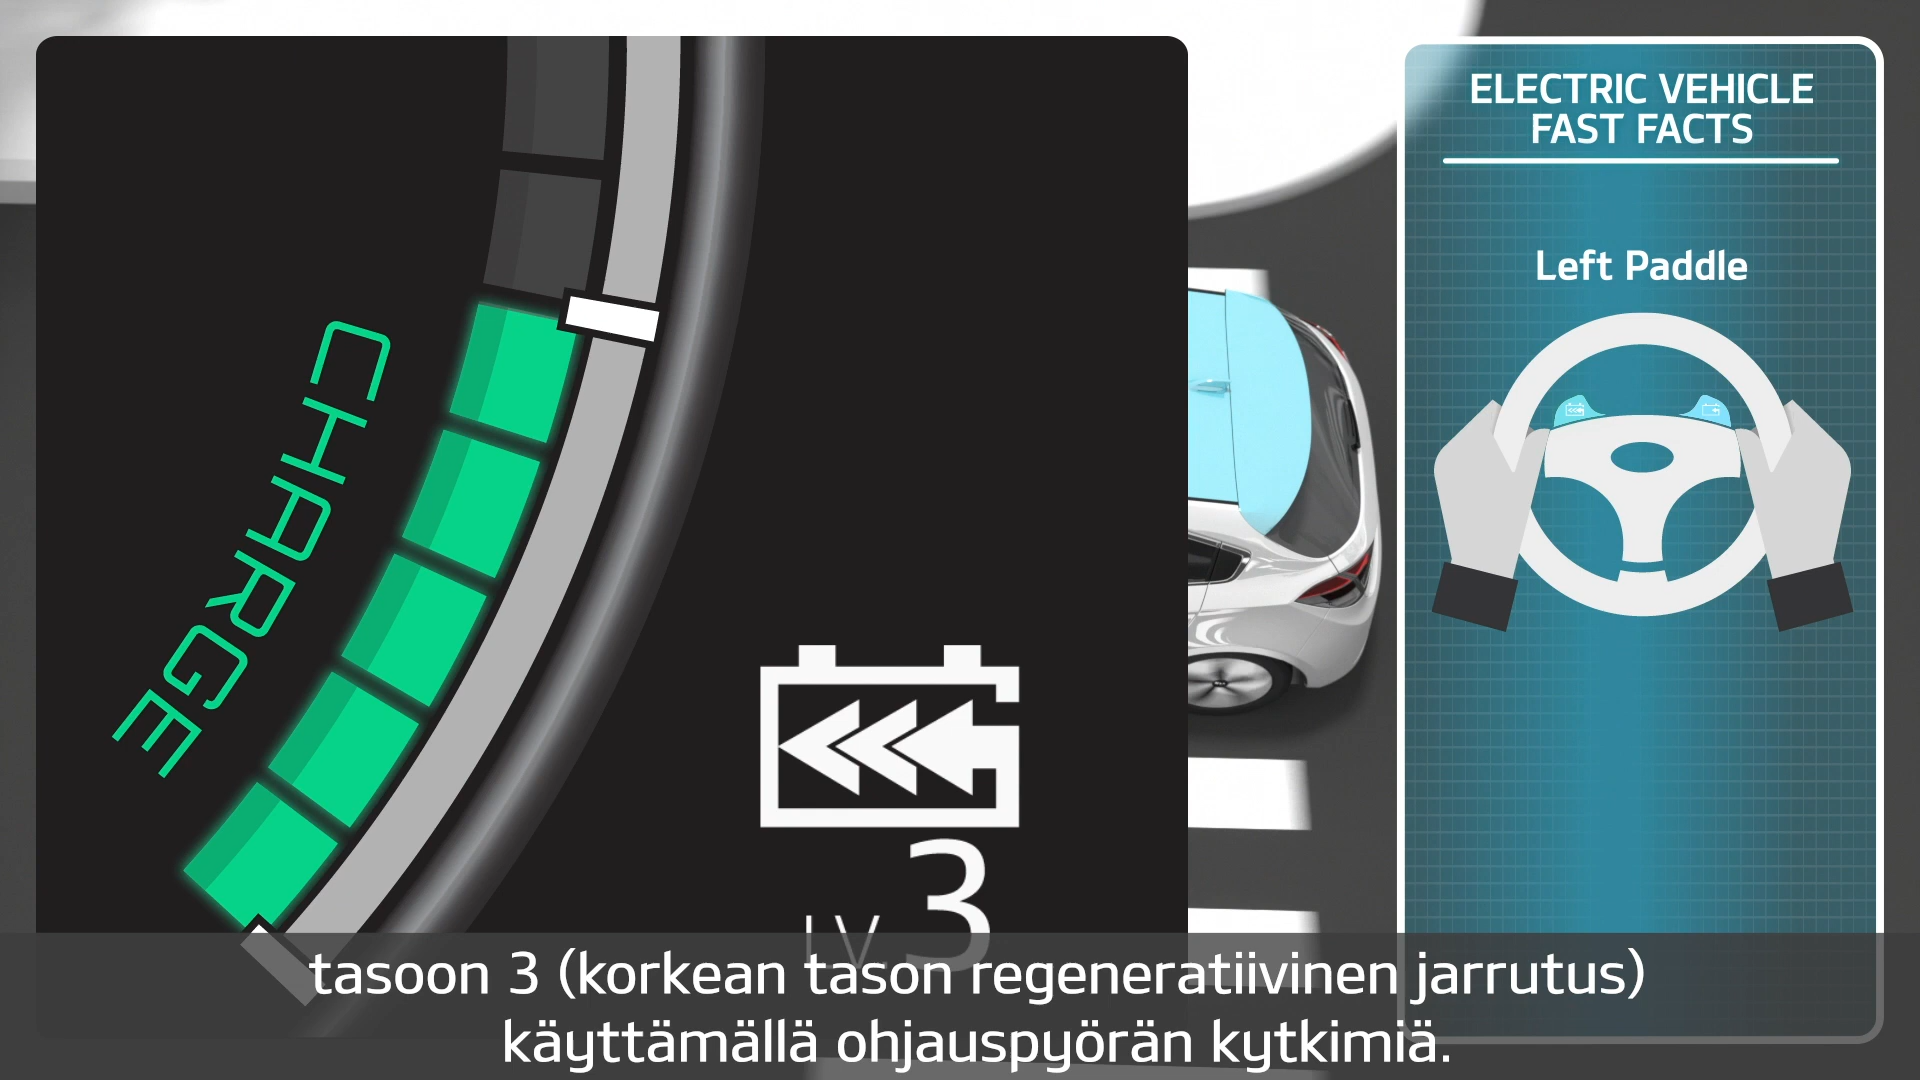 ELECTRIC VEHICLE
FAST FACTS
Left Paddle
CHARGE
LV. 3
tasoon 3 (korkean tason regeneratiivinen jarrutus)
käyttämällä ohjauspyörän kytkimiä.